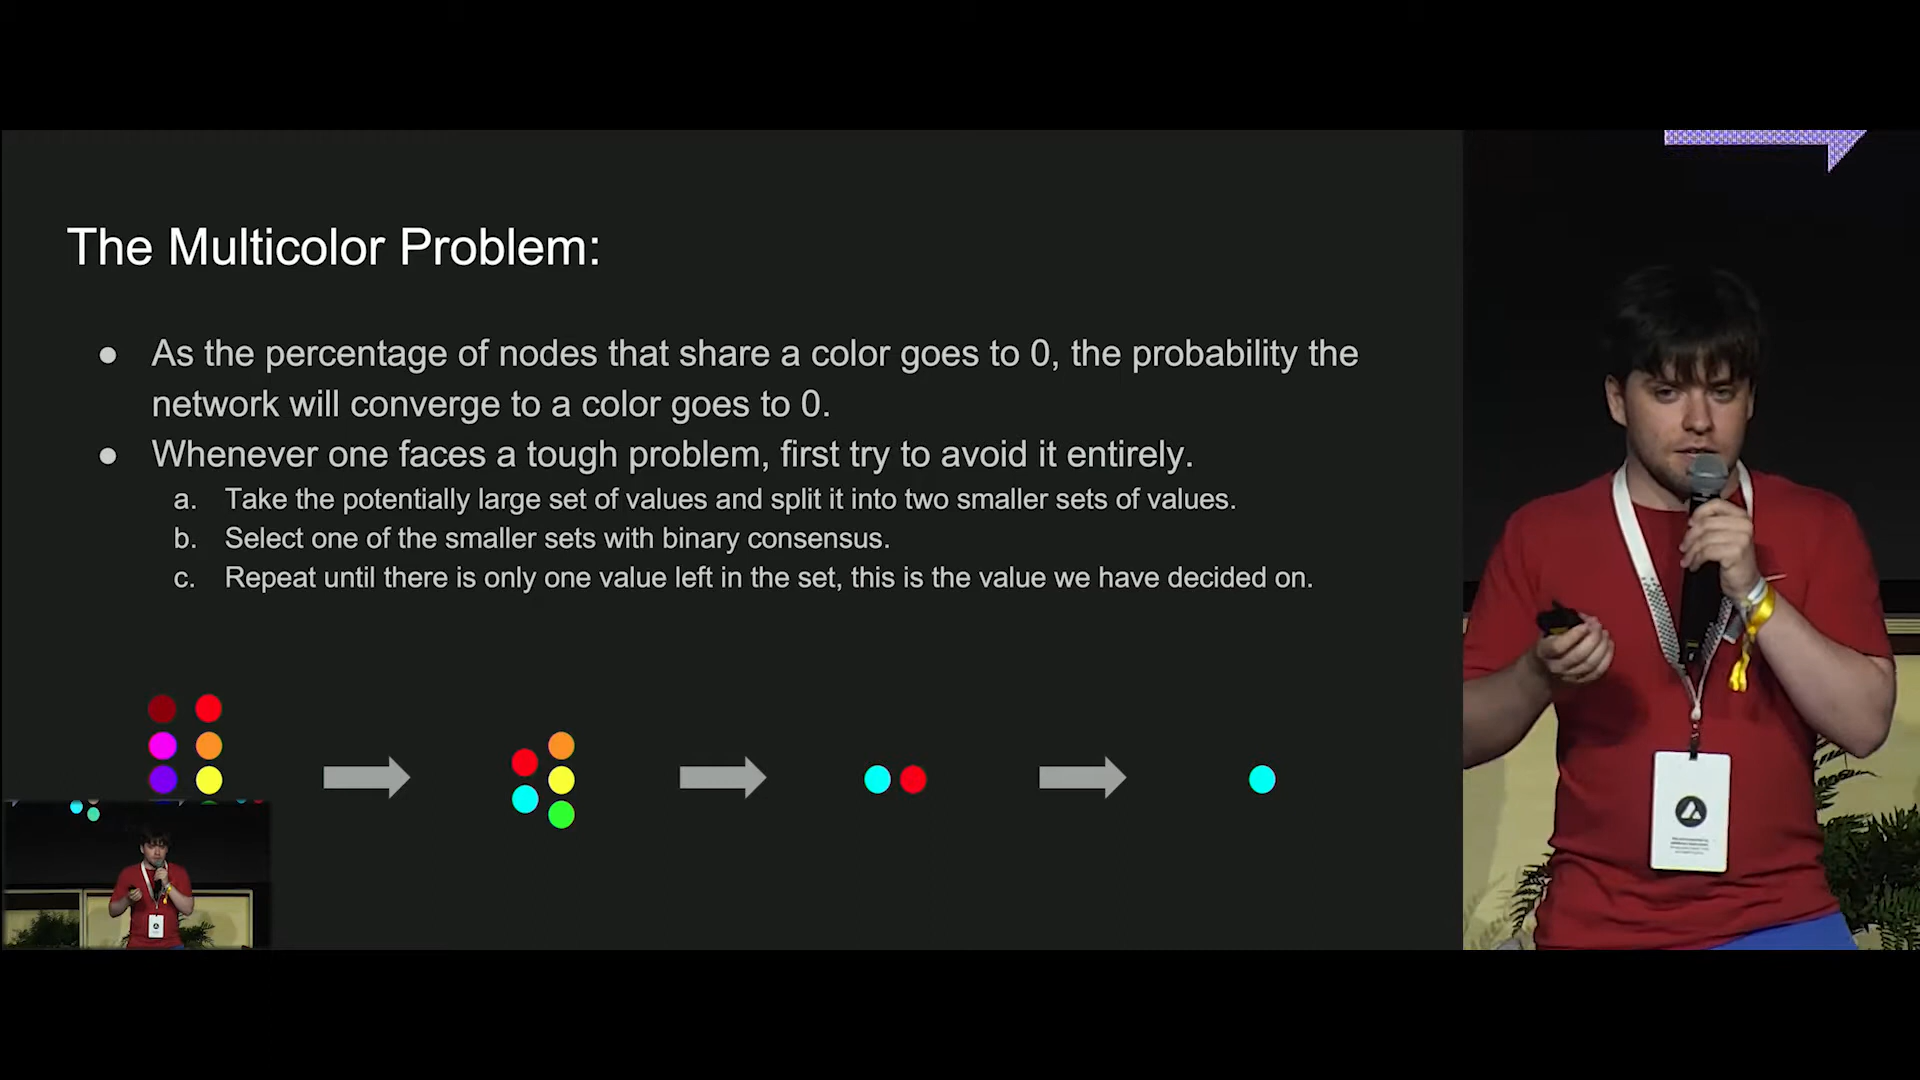 The Multicolor Problem:
● As the percentage of nodes that share a color goes to 0, the probability the
network will converge to a color goes to 0.
● Whenever one faces a tough problem, first try to avoid it entirely.
a. Take the potentially large set of values and split it into two smaller sets of values.
b. Select one of the smaller sets with binary consensus.
c. Repeat until there is only one value left in the set, this is the value we have decided on.